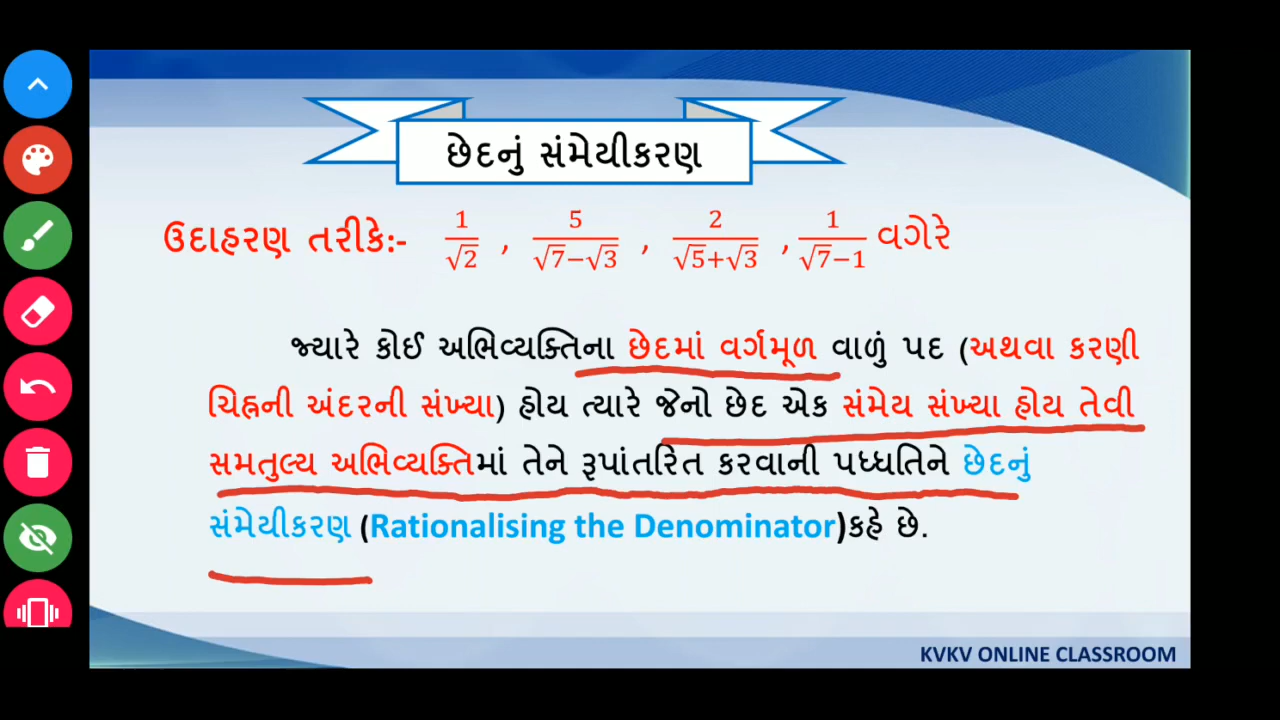 છેદનું સંમેયીકરણ
ઉદાહરણ તરીકે:- 1/√2 , 5/√7−√3 , 2/√5+√3 , 1/√7−1 વગેરે
જ્યારે કોઈ અભિવ્યક્તિના છેદમાં વર્ગમૂળ વાળું પદ (અથવા કરણી
ચિહ્નની અંદરની સંખ્યા) હોય ત્યારે જેનો છેદ એક સંમેય સંખ્યા હોય તેવી
સમતુલ્ય અભિવ્યક્તિમાં તેને રૂપાંતરિત કરવાની પધ્ધતિને છેદનું
સંમેયીકરણ (Rationalising the Denominator)કહે છે.
KVKV ONLINE CLASSROOM